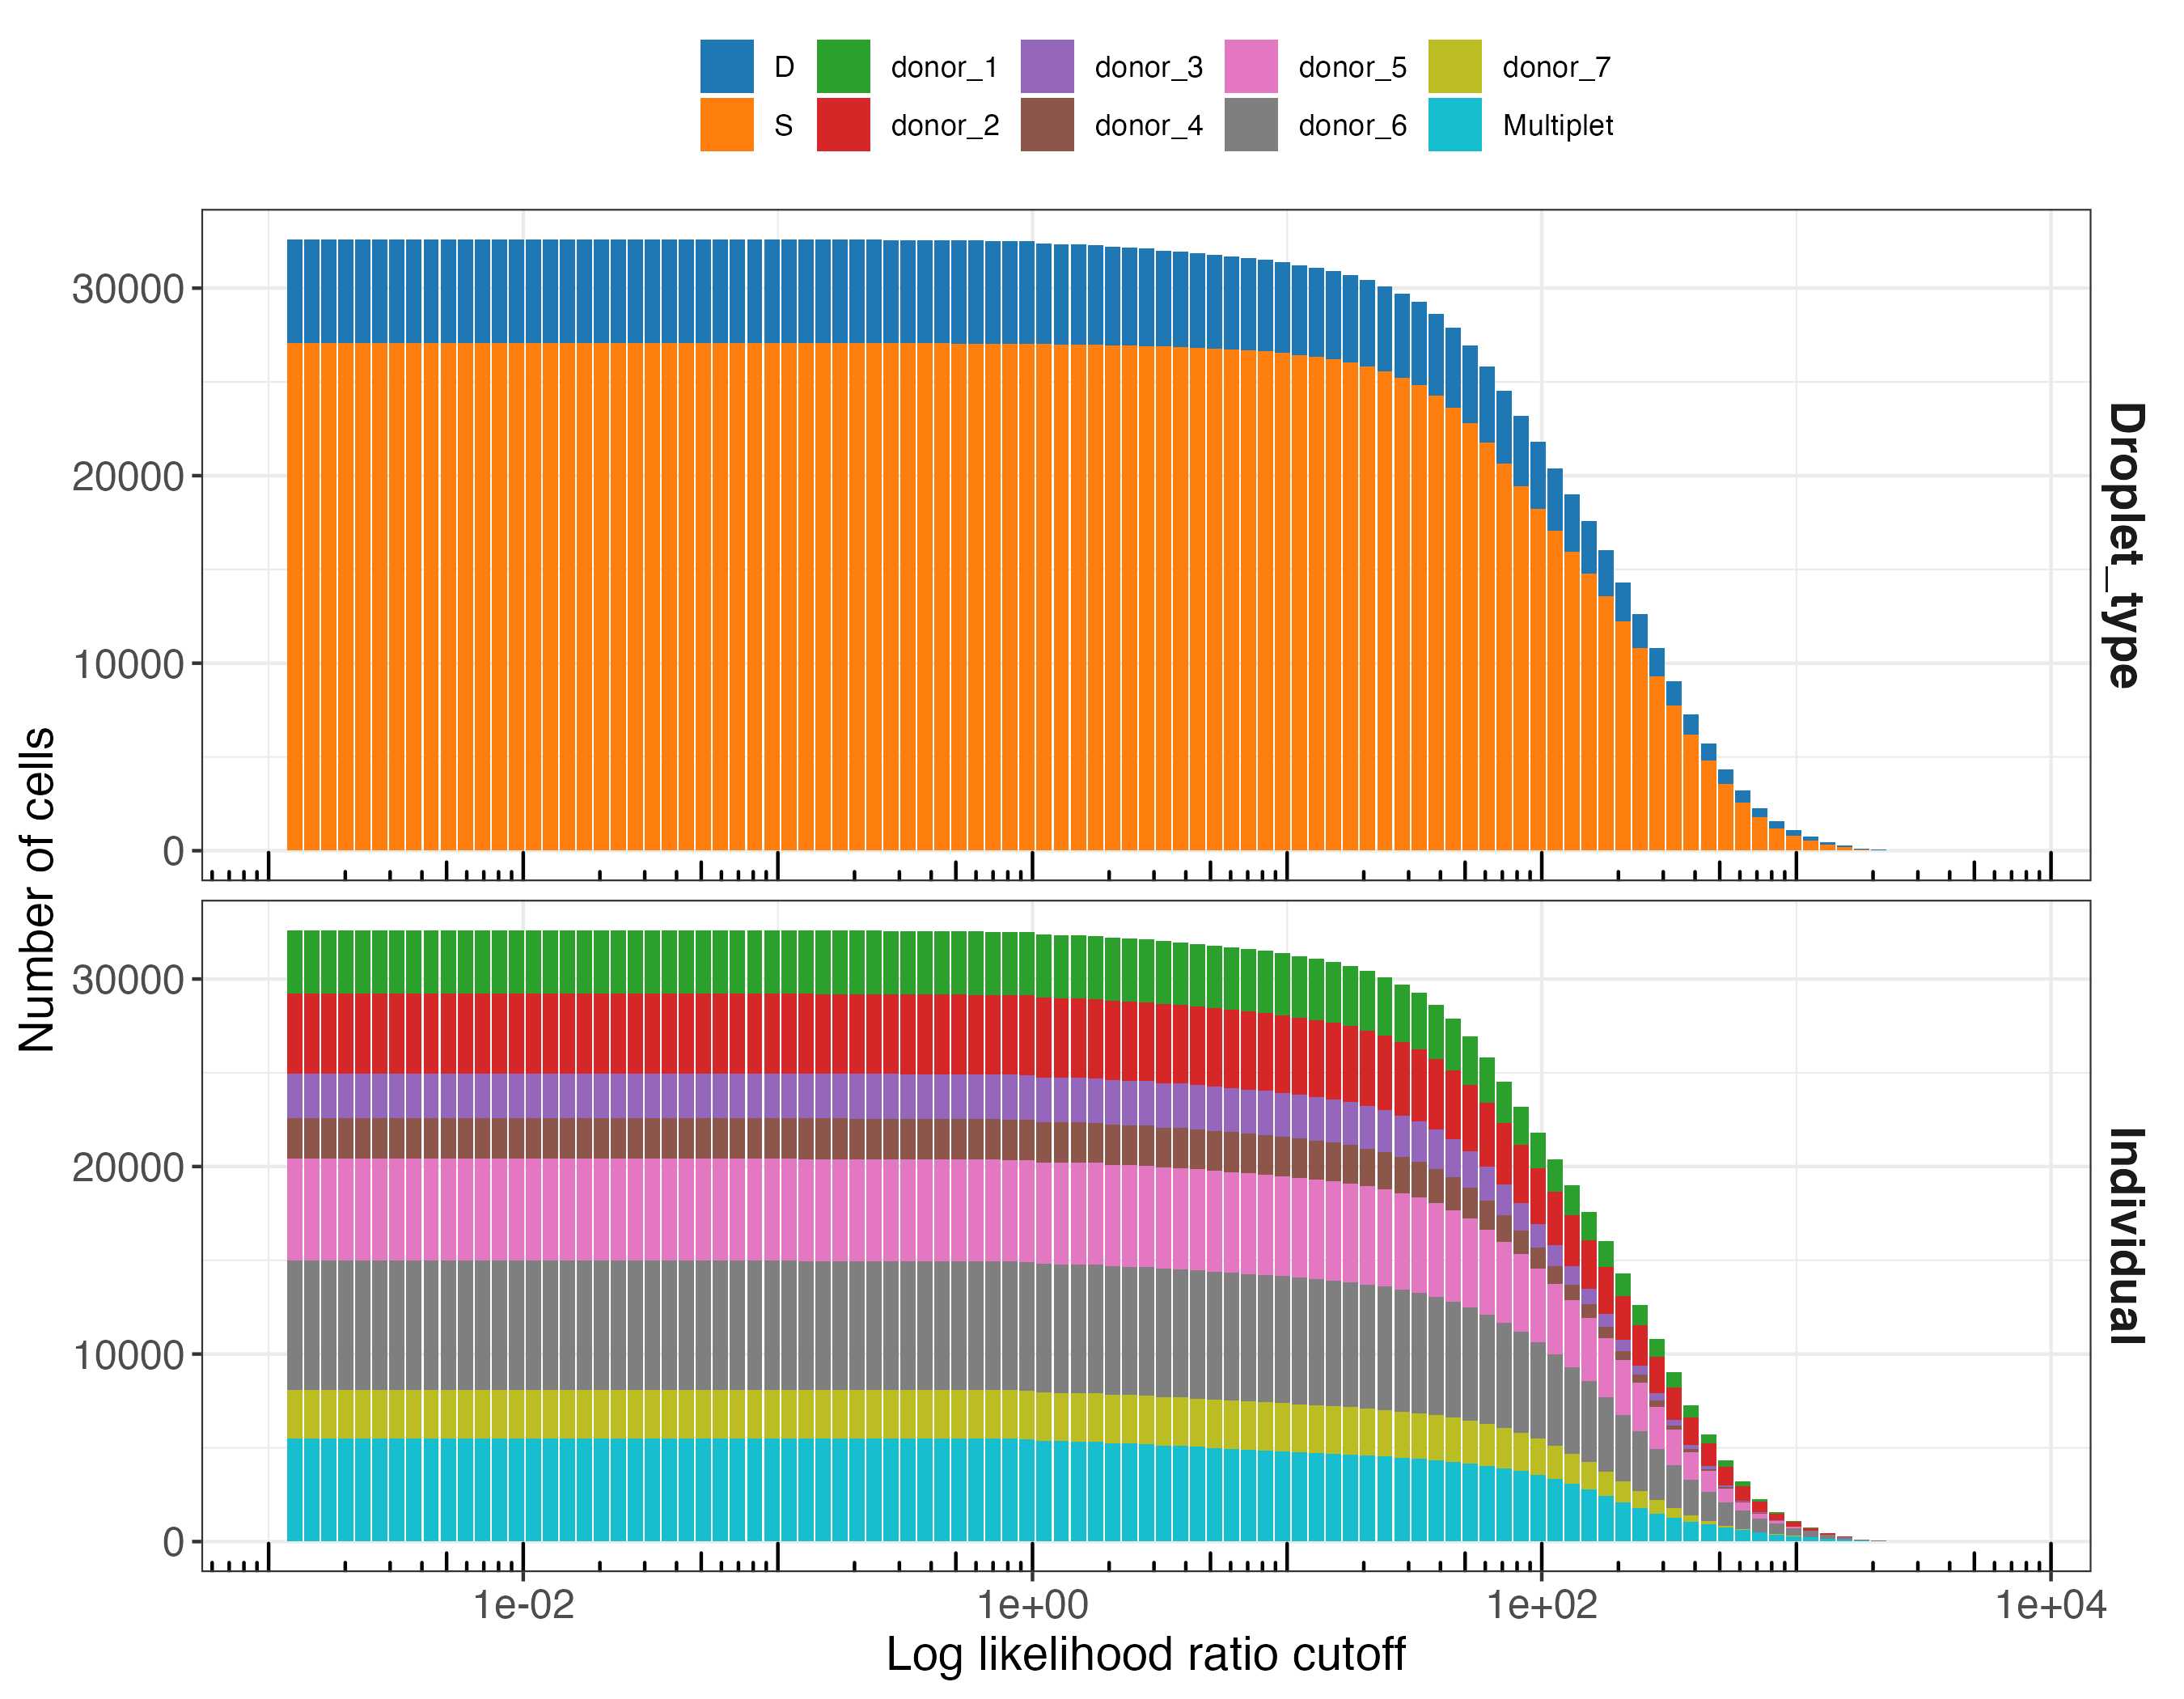 D donor_1 donor_3 donor_5 donor_7
S donor_2 donor_4 donor_6 Multiplet
30000
20000
10000
0
Droplet_type
Number of cells
30000
20000
10000
0
Individual
1e-02 1e+00 1e+02 1e+04
Log likelihood ratio cutoff